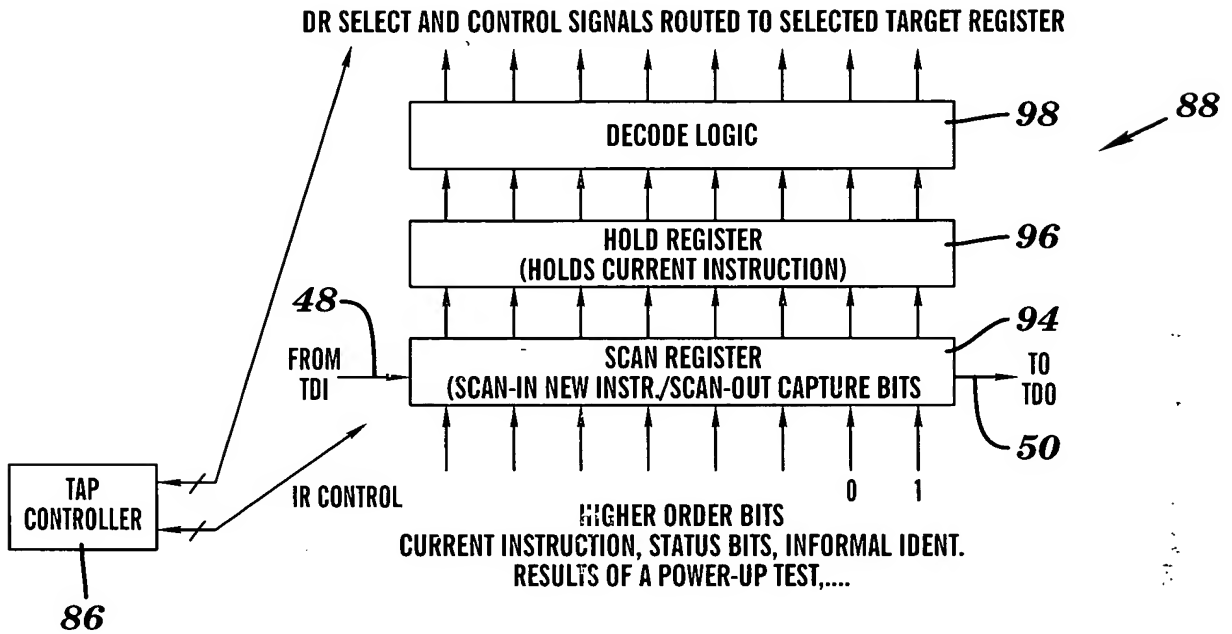 DR SELECT AND CONTROL SIGNALS ROUTED TO SELECTED TARGET REGISTER
88
DECODE LOGIC
98
HOLD REGISTER
(HOLDS CURRENT INSTRUCTION)
96
48
94
FROM
TDI
SCAN REGISTER
(SCAN-IN NEW INSTR./SCAN-OUT CAPTURE BITS
TO
TDO
50
TAP
CONTROLLER
IR CONTROL
0 1
HIGHER ORDER BITS
CURRENT INSTRUCTION, STATUS BITS, INFORMAL IDENT.
RESULTS OF A POWER-UP TEST,....
86